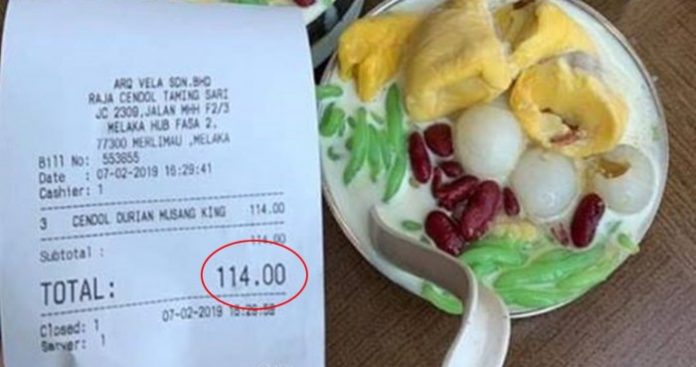 ARQ VELA SDN.BHD
RAJA CENDOL TAMING SARI
JC 2309,JALAN MHH F2/3
MELAKA HUB FASA 2,
77300 MERLIMAU,MELAKA
Bill No: 553655
Date : 07-02-2019 16:29:41
Cashier: 1
3 CENDOL DURIAN MUSANG KING 114.00
Subtotal : 114.00
TOTAL: 114.00
Closed: 1 07-02-2019
Server: 1